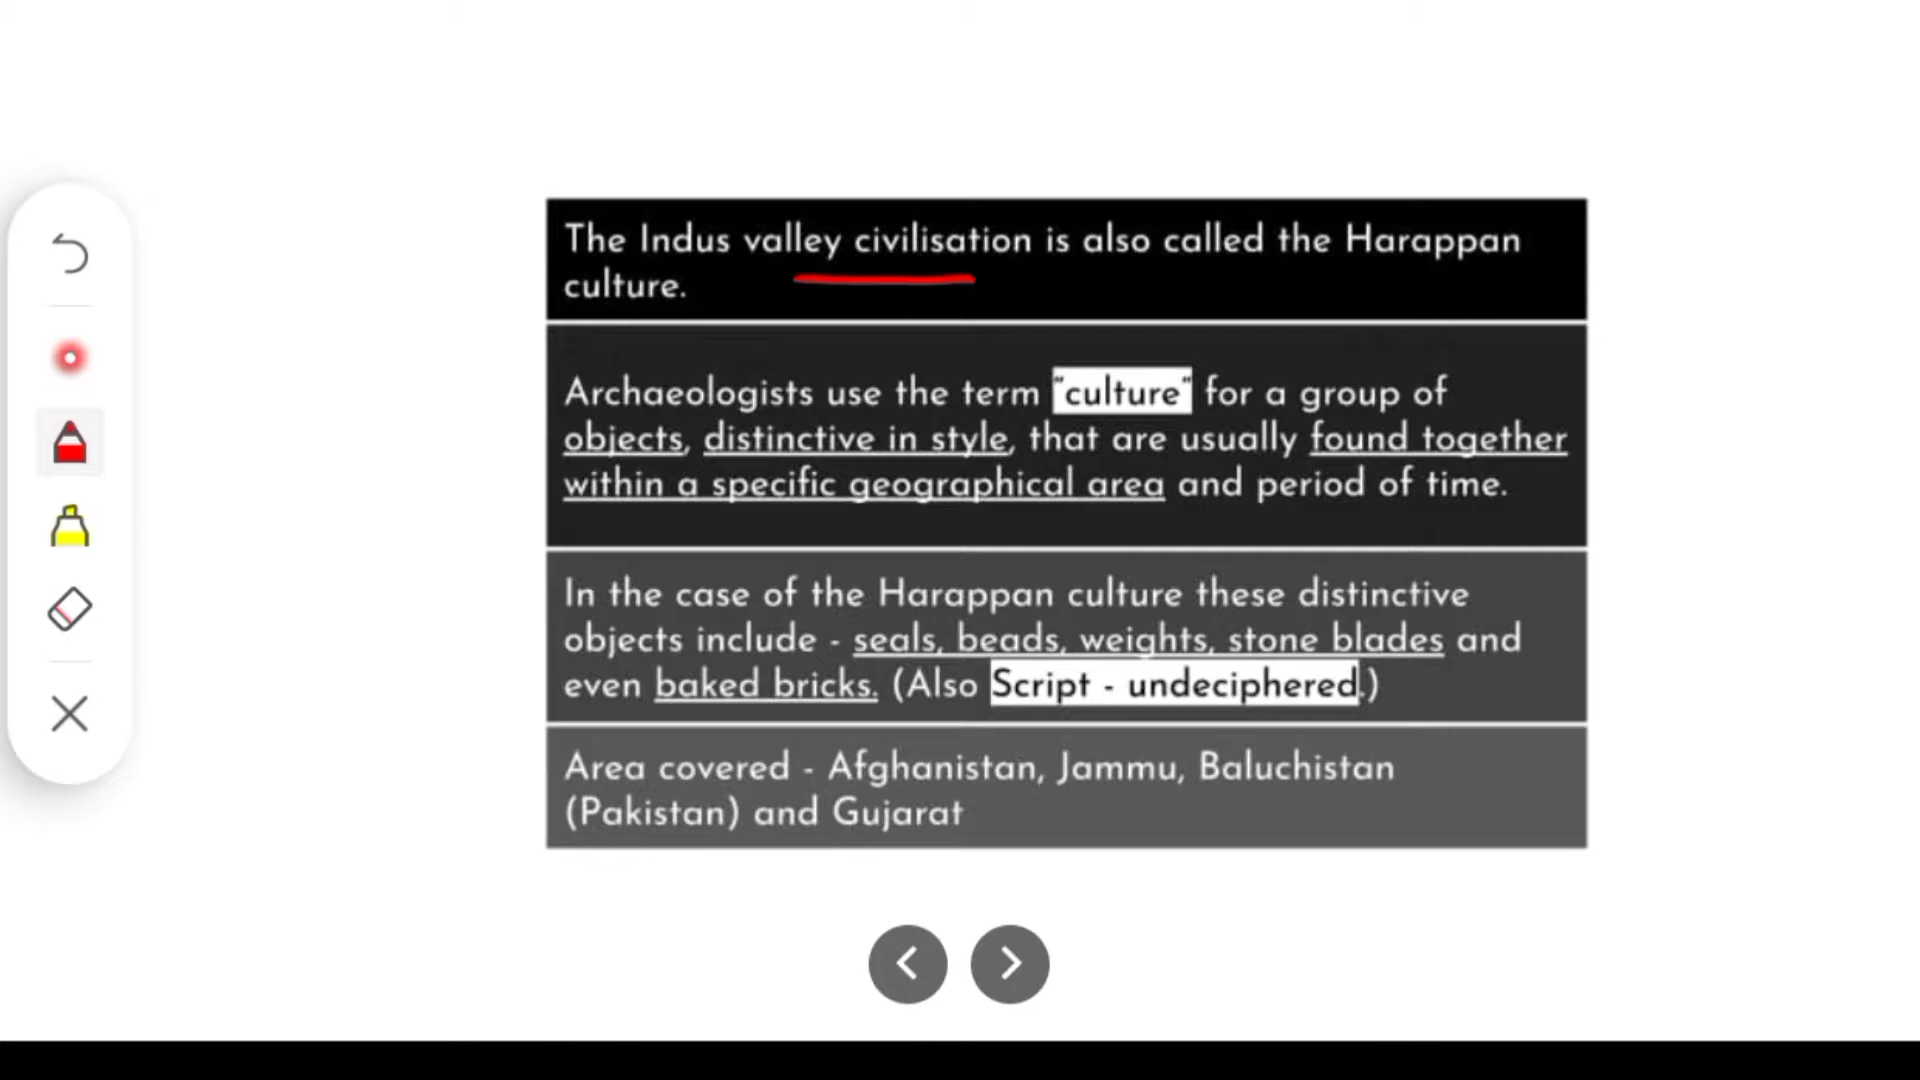 The Indus valley civilisation is also called the Harappan
culture.
Archaeologists use the term "culture" for a group of
objects, distinctive in style, that are usually found together
within a specific geographical area and period of time.
In the case of the Harappan culture these distinctive
objects include - seals, beads, weights, stone blades and
even baked bricks. (Also Script - undeciphered.)
Area covered - Afghanistan, Jammu, Baluchistan
(Pakistan) and Gujarat